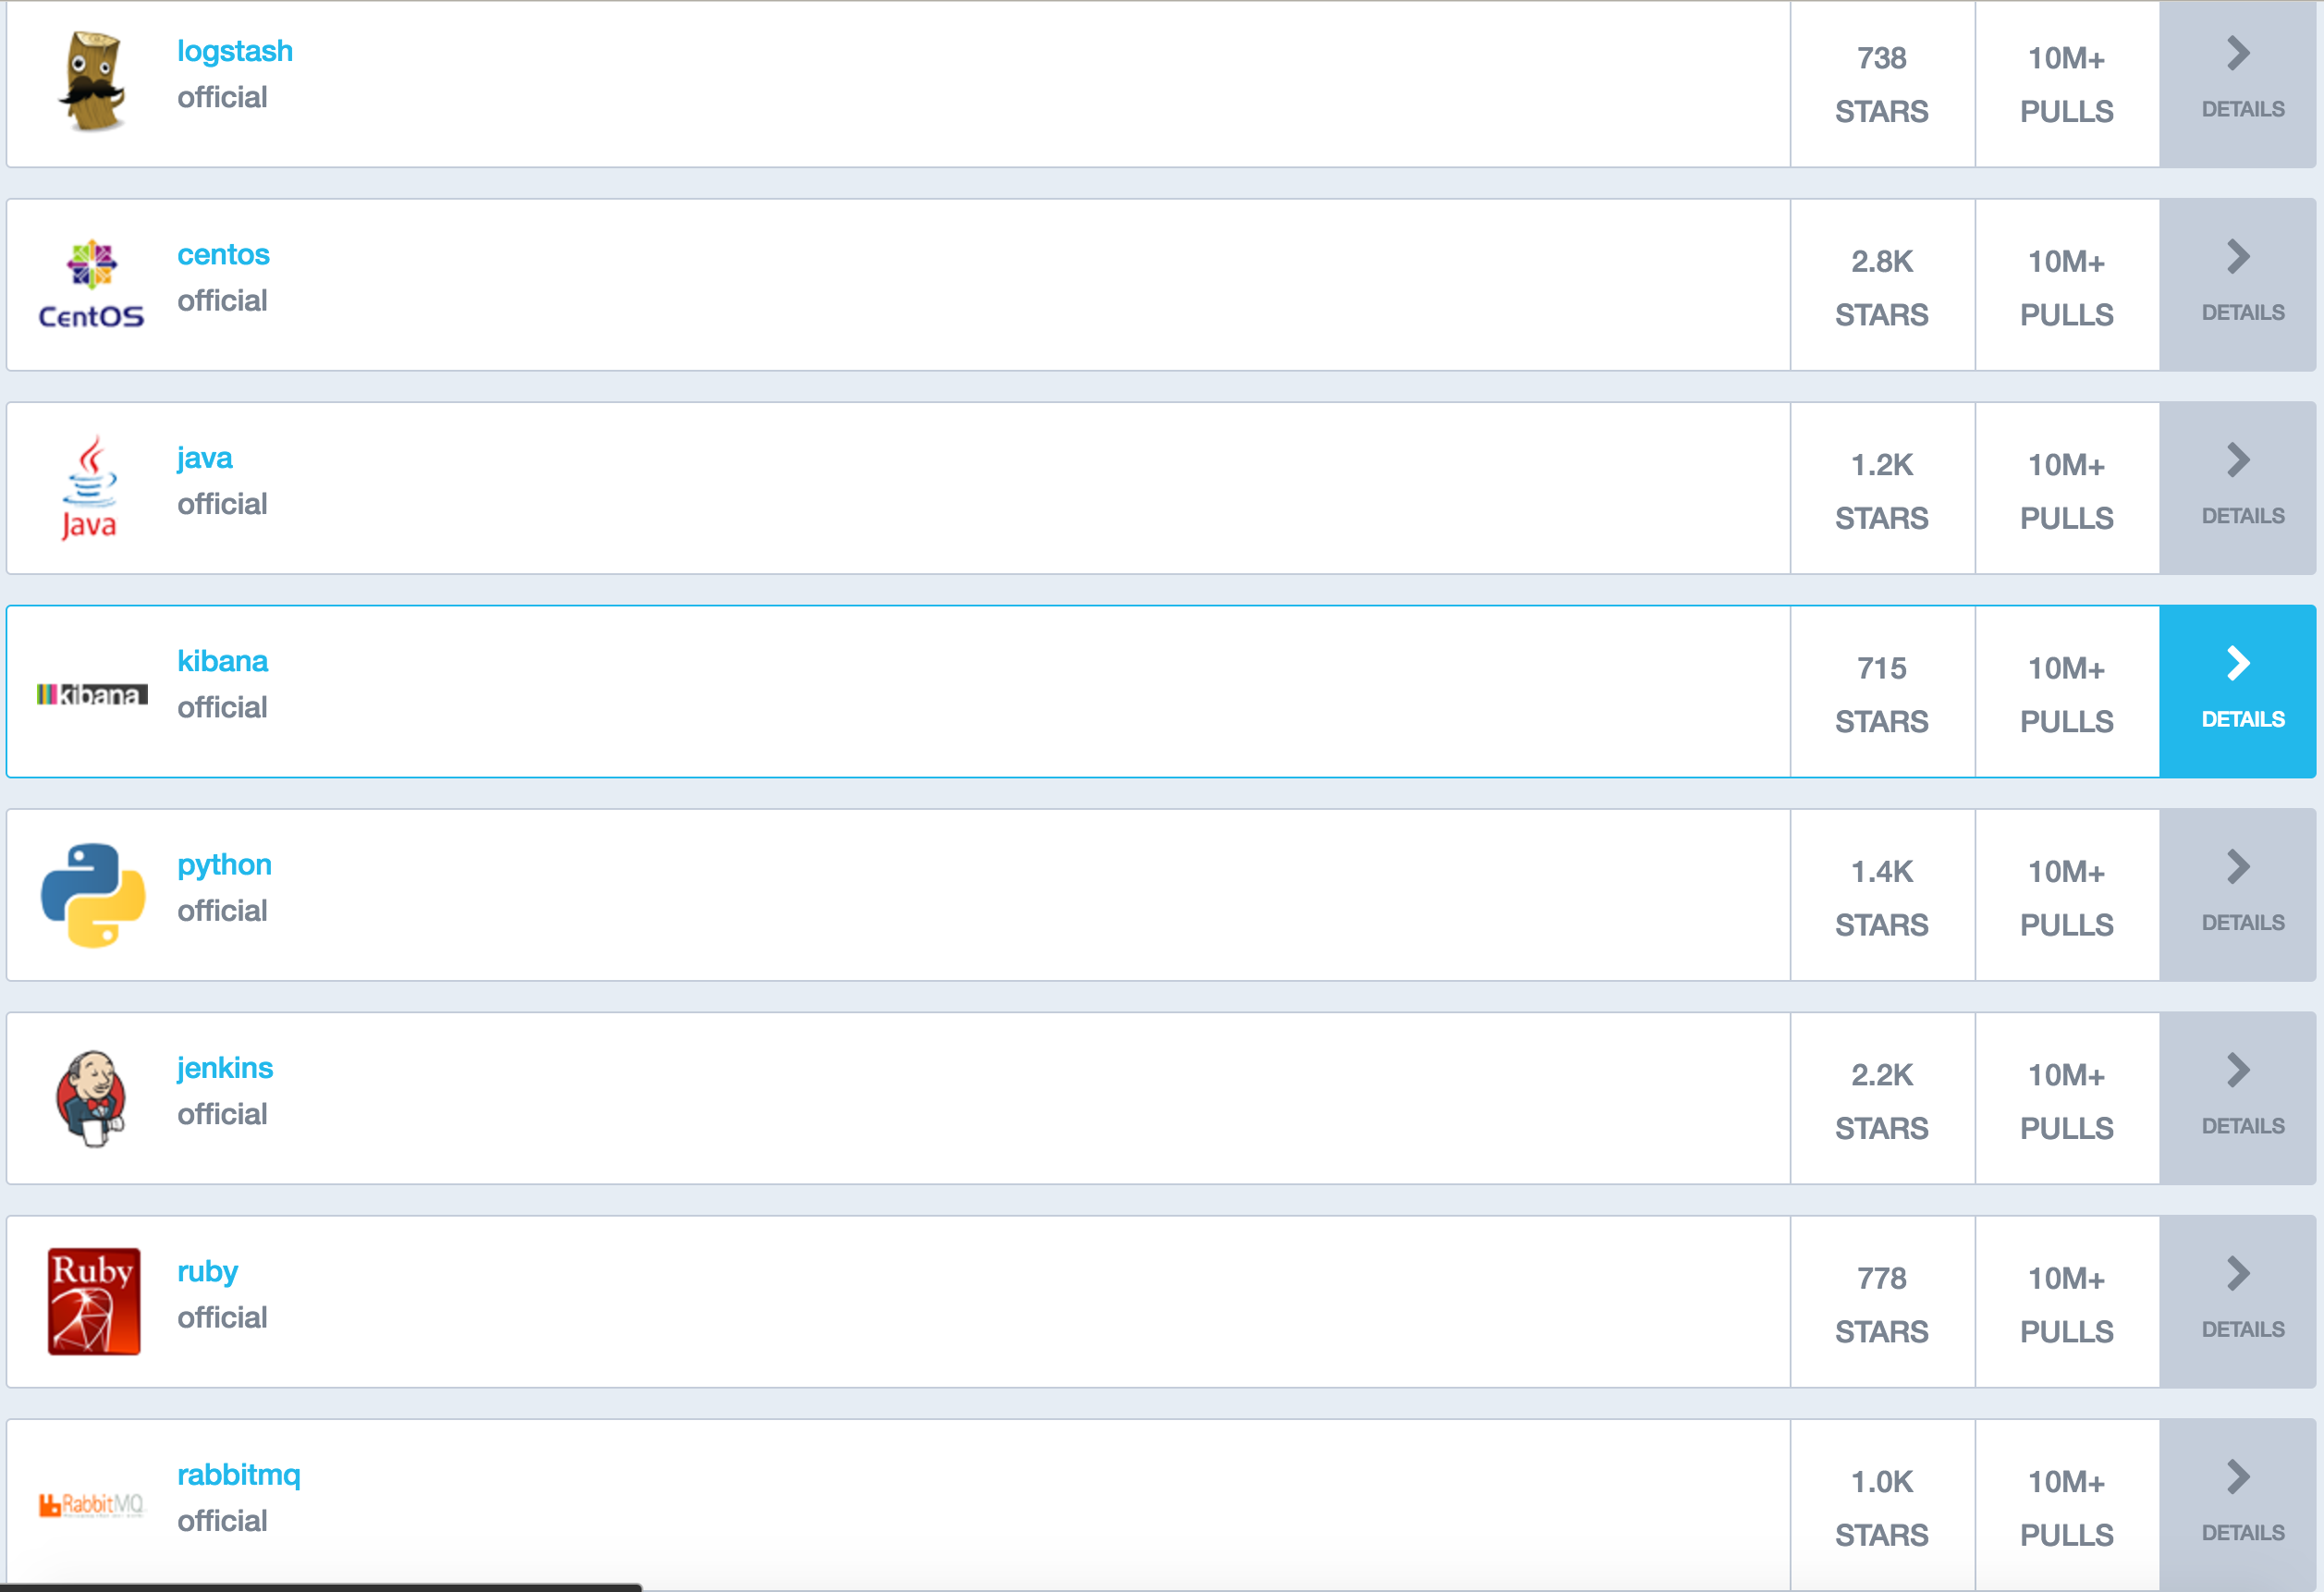 logstash
official
738
STARS
10M+
PULLS
DETAILS
CentOS
centos
official
2.8K
STARS
10M+
PULLS
DETAILS
Java
java
official
1.2K
STARS
10M+
PULLS
DETAILS
kibana
kibana
official
715
STARS
10M+
PULLS
DETAILS
python
official
1.4K
STARS
10M+
PULLS
DETAILS
jenkins
official
2.2K
STARS
10M+
PULLS
DETAILS
Ruby
ruby
official
778
STARS
10M+
PULLS
DETAILS
RabbitMQ
rabbitmq
official
1.0K
STARS
10M+
PULLS
DETAILS